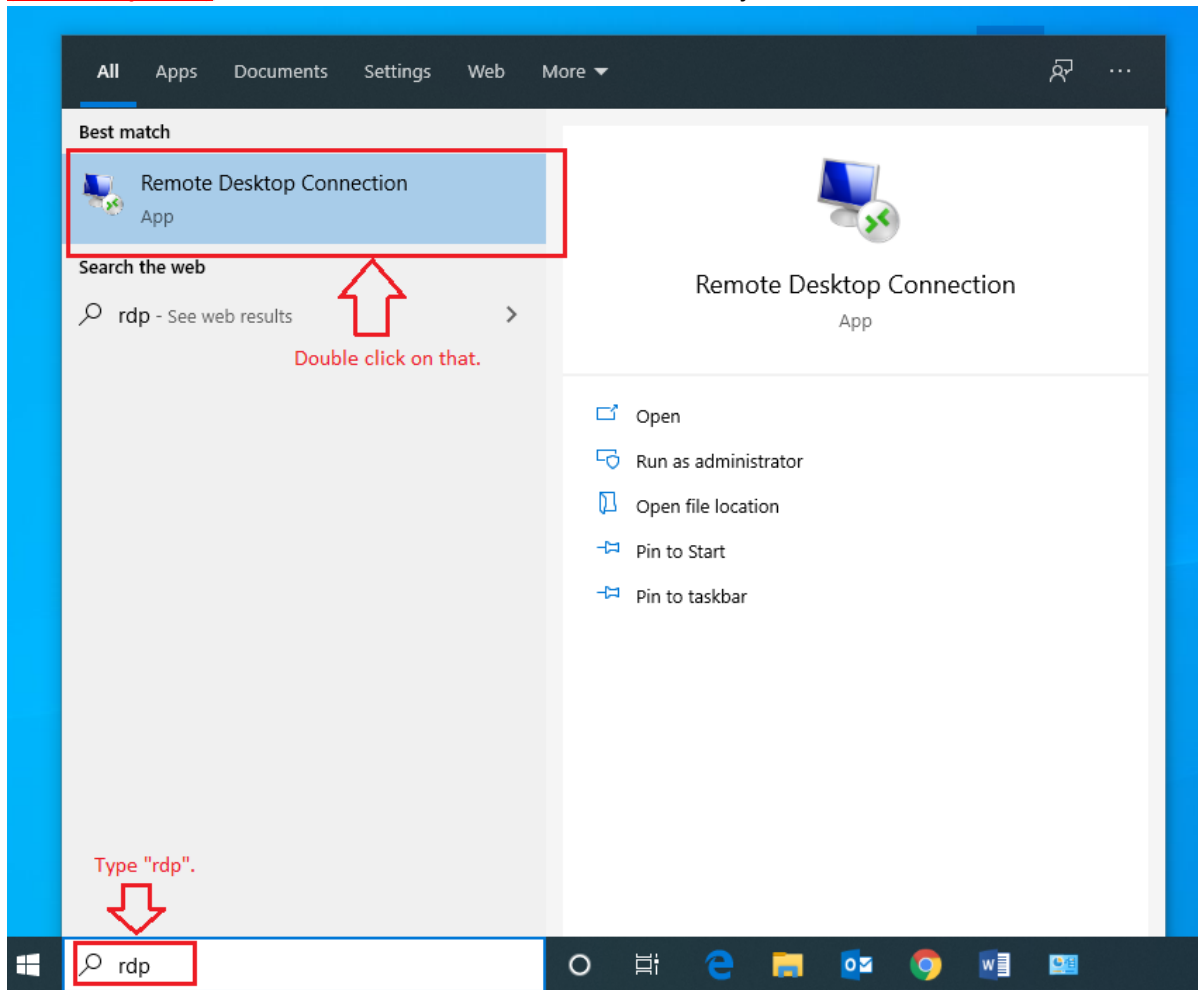 All Apps Documents Settings Web More
Best match
Remote Desktop Connection
App
Search the web
rdp - See web results
Double click on that.
Remote Desktop Connection
App
Open
Run as administrator
Open file location
Pin to Start
Pin to taskbar
Type "rdp".
rdp